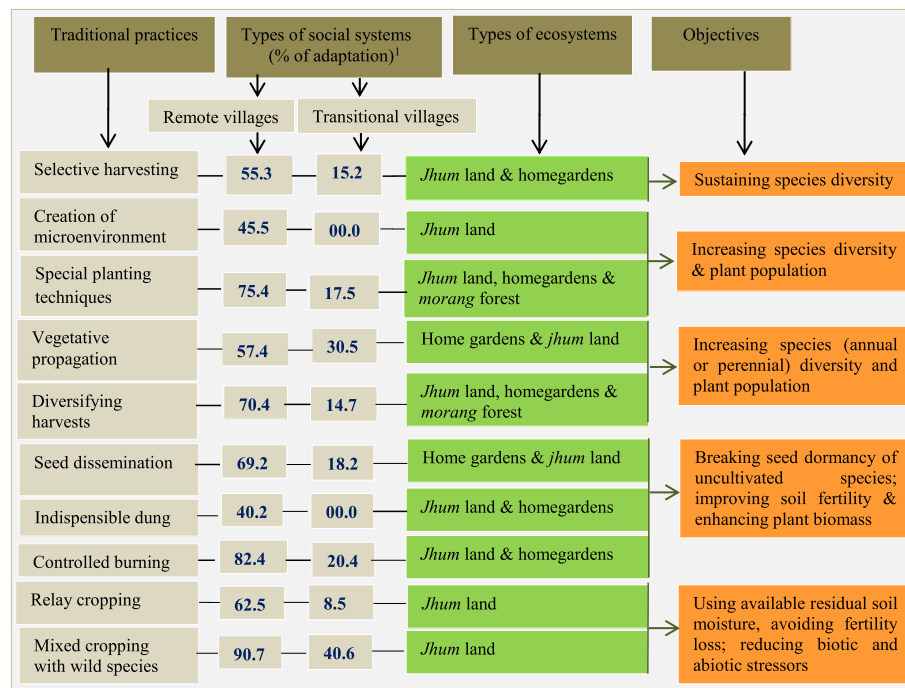 Traditional practices
Types of social systems
(% of adaptation)1
Types of ecosystems
Objectives
Remote villages
Transitional villages
Selective harvesting
55.3
15.2
Jhum land & homegardens
Sustaining species diversity
Creation of
microenvironment
45.5
00.0
Jhum land
Increasing species diversity
& plant population
Special planting
techniques
75.4
17.5
Jhum land, homegardens &
morang forest
Vegetative
propagation
57.4
30.5
Home gardens & jhum land
Increasing species (annual
or perennial) diversity and
plant population
Diversifying
harvests
70.4
14.7
Jhum land, homegardens &
morang forest
Seed dissemination
69.2
18.2
Home gardens & jhum land
Breaking seed dormancy of
uncultivated species;
improving soil fertility &
enhancing plant biomass
Indispensible dung
40.2
00.0
Jhum land & homegardens
Controlled burning
82.4
20.4
Jhum land & homegardens
Relay cropping
62.5
8.5
Jhum land
Using available residual soil
moisture, avoiding fertility
loss; reducing biotic and
abiotic stressors
Mixed cropping
with wild species
90.7
40.6
Jhum land